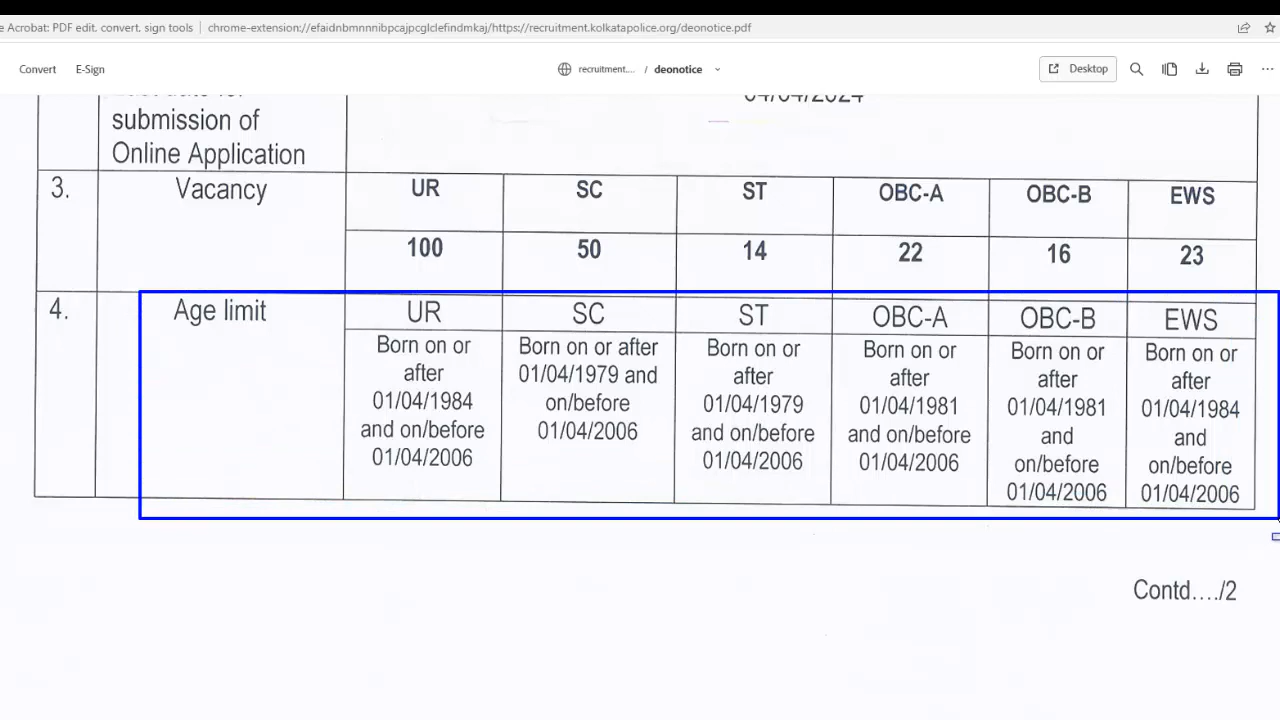 e Acrobat: PDF edit, convert, sign tools | chrome-extension://efaidnbmnnnibpcajpcglclefindmkaj/https://recruitment.kolkatapolice.org/deonotice.pdf
Convert E-Sign recruitment.... / deonotice Desktop
04/04/2024
submission of
Online Application
3. Vacancy UR SC ST OBC-A OBC-B EWS
100 50 14 22 16 23
4. Age limit UR SC ST OBC-A OBC-B EWS
Born on or
after
01/04/1984
and on/before
01/04/2006
Born on or after
01/04/1979 and
on/before
01/04/2006
Born on or
after
01/04/1979
and on/before
01/04/2006
Born on or
after
01/04/1981
and on/before
01/04/2006
Born on or
after
01/04/1981
and
on/before
01/04/2006
Born on or
after
01/04/1984
and
on/before
01/04/2006
Contd…./2